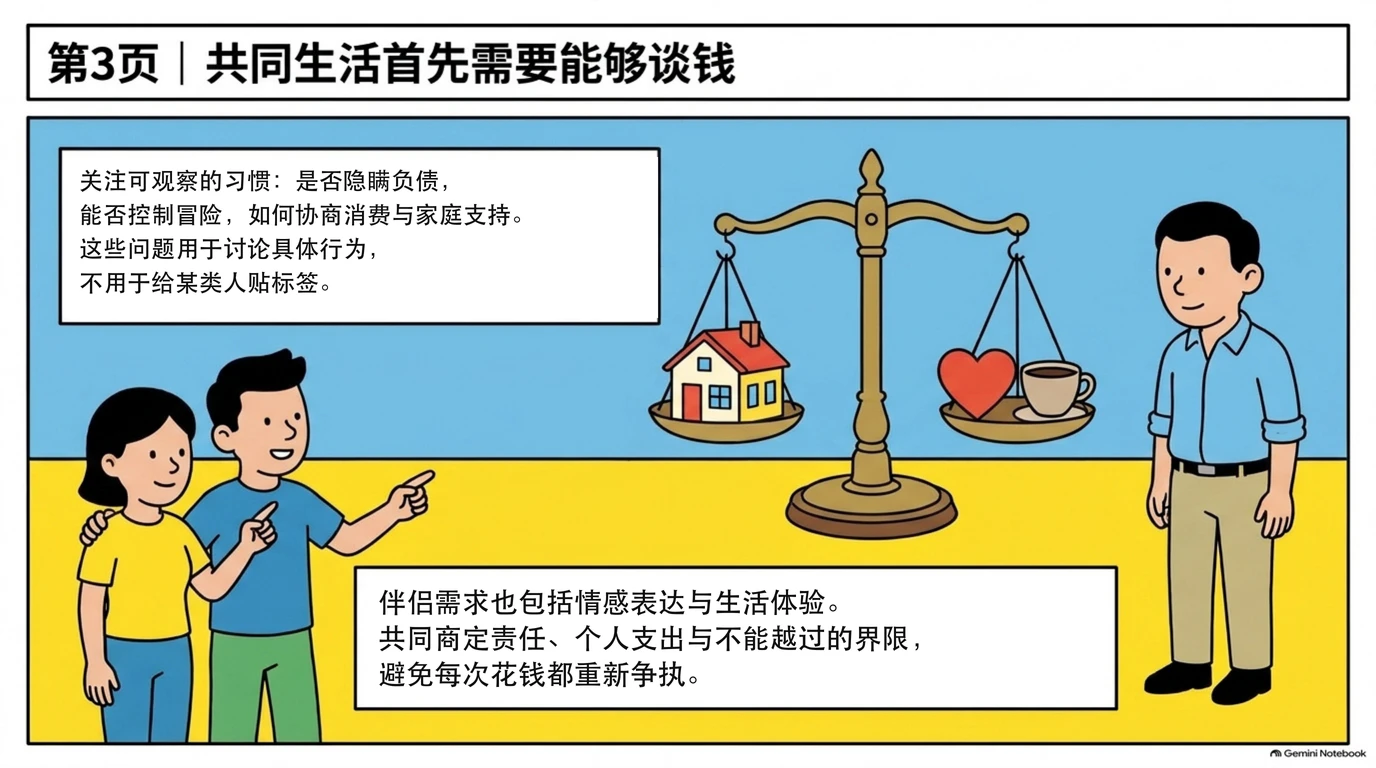 第3页｜共同生活首先需要能够谈钱
关注可观察的习惯：是否隐瞒负债，
能否控制冒险，如何协商消费与家庭支持。
这些问题用于讨论具体行为，
不用于给某类人贴标签。
伴侣需求也包括情感表达与生活体验。
共同商定责任、个人支出与不能越过的界限，
避免每次花钱都重新争执。
Gemini Notebook